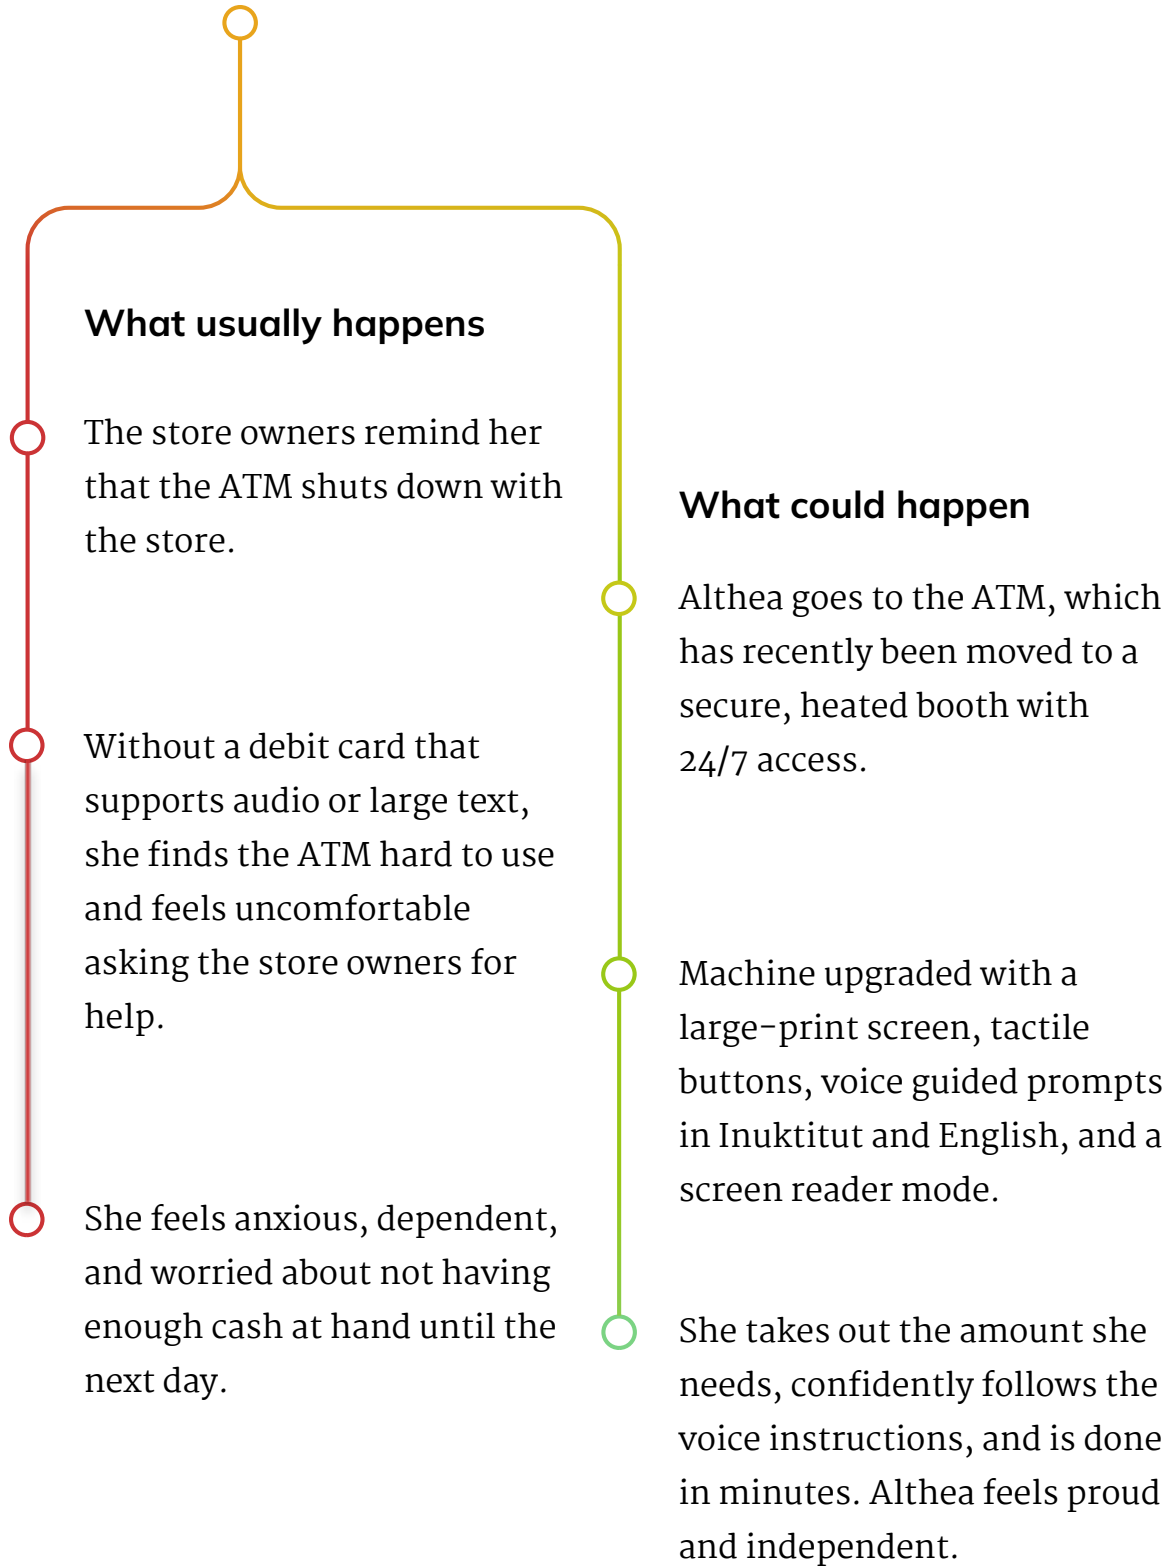 What usually happens
The store owners remind her
that the ATM shuts down with
the store.
Without a debit card that
supports audio or large text,
she finds the ATM hard to use
and feels uncomfortable
asking the store owners for
help.
She feels anxious, dependent,
and worried about not having
enough cash at hand until the
next day.
What could happen
Althea goes to the ATM, which
has recently been moved to a
secure, heated booth with
24/7 access.
Machine upgraded with a
large-print screen, tactile
buttons, voice guided prompts
in Inuktitut and English, and a
screen reader mode.
She takes out the amount she
needs, confidently follows the
voice instructions, and is done
in minutes. Althea feels proud
and independent.